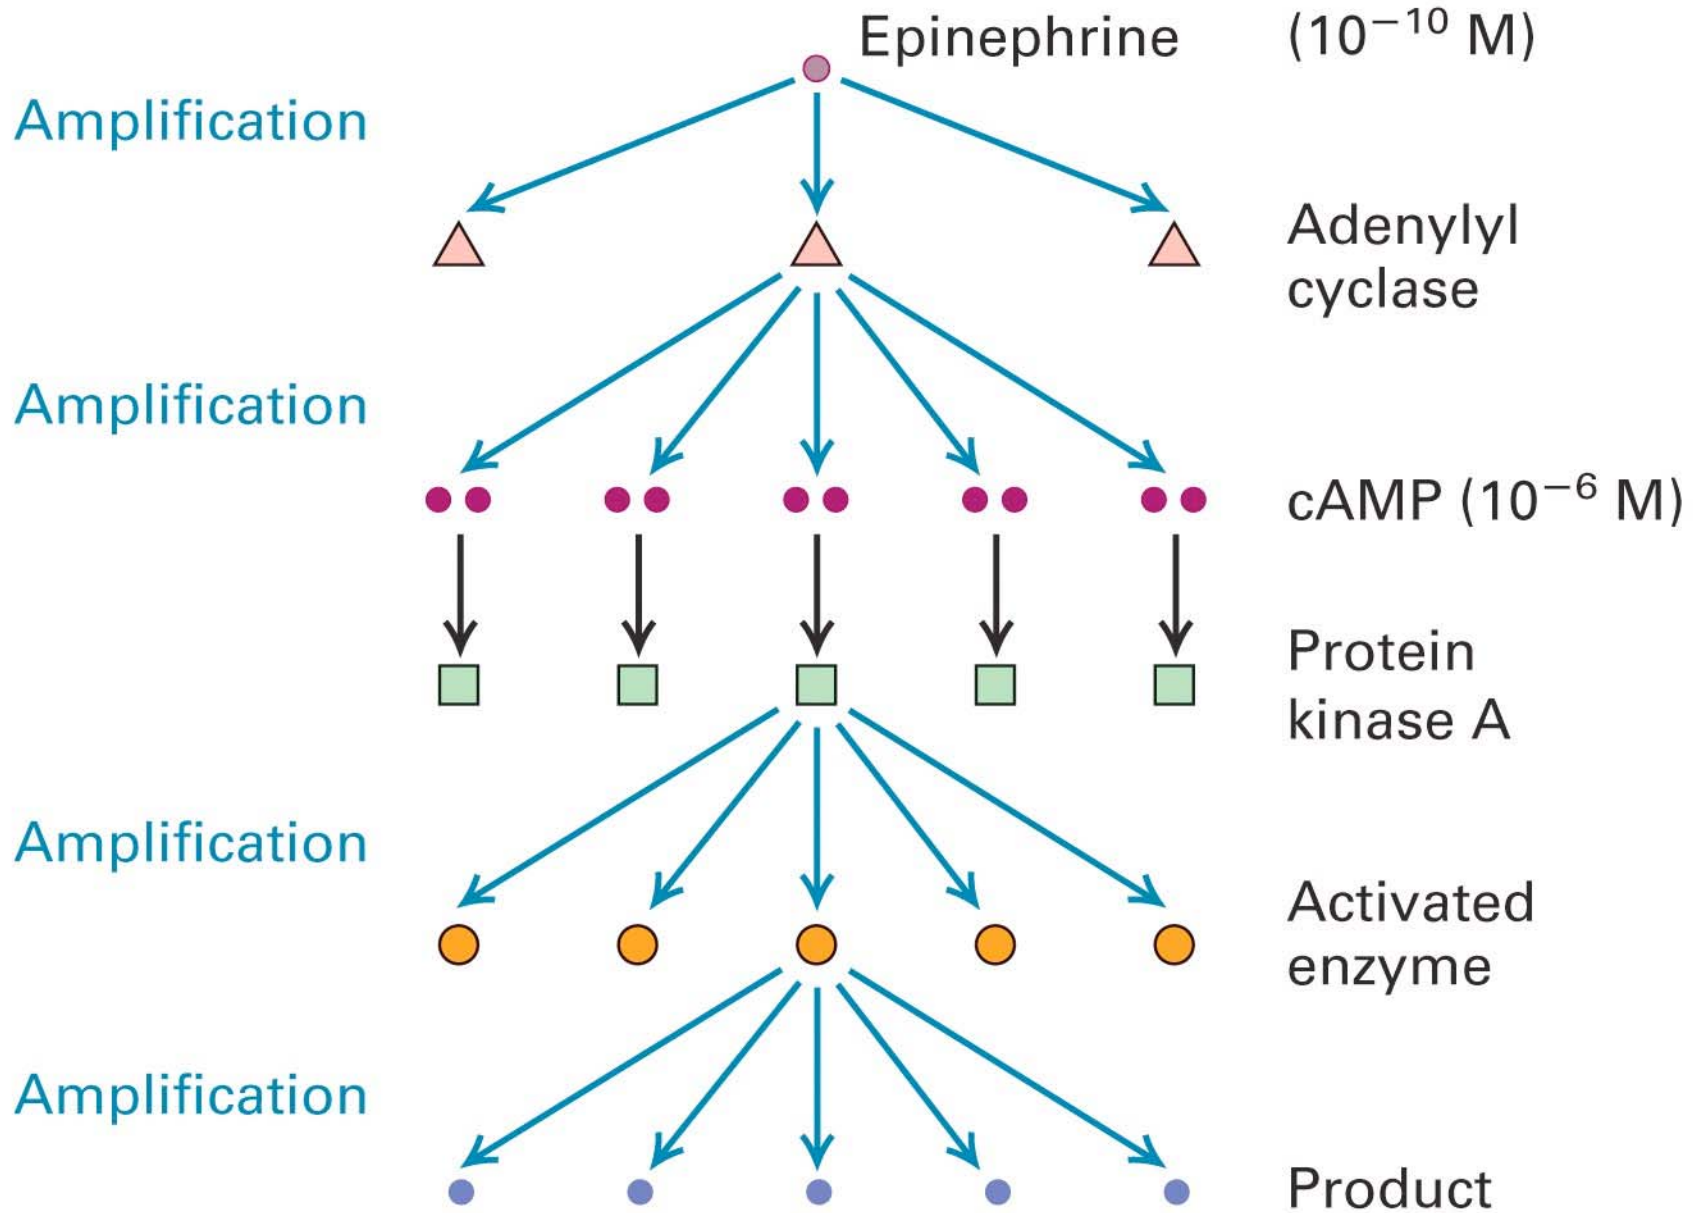 Epinephrine (10⁻¹⁰ M)
Amplification
Adenylyl
cyclase
Amplification
cAMP (10⁻⁶ M)
Protein
kinase A
Amplification
Activated
enzyme
Amplification
Product